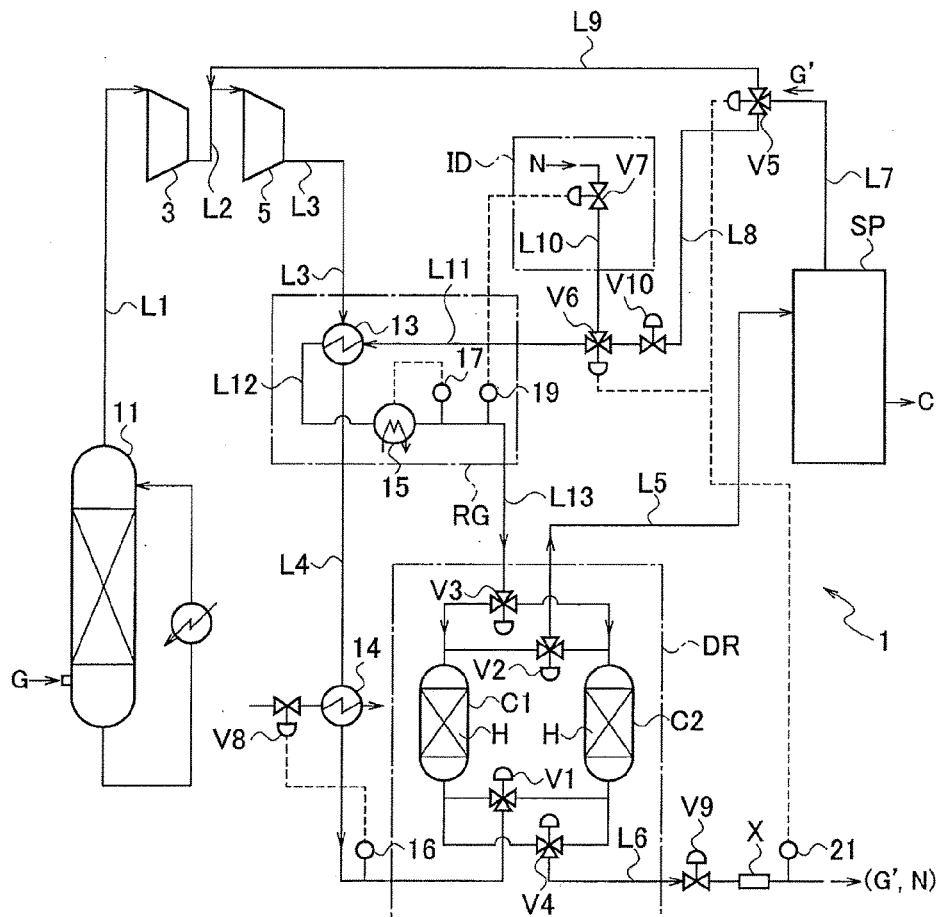 L9
G'
V5
ID
N
V7
L7
3
L2
5
L3
L10
L8
SP
L3
L11
V6
V10
L1
13
17
L12
19
C
11
15
RG
L13
L5
L4
V3
1
14
V2
DR
G
C1
C2
V8
H
H
V1
V9
X
16
L6
21
V4
(G', N)